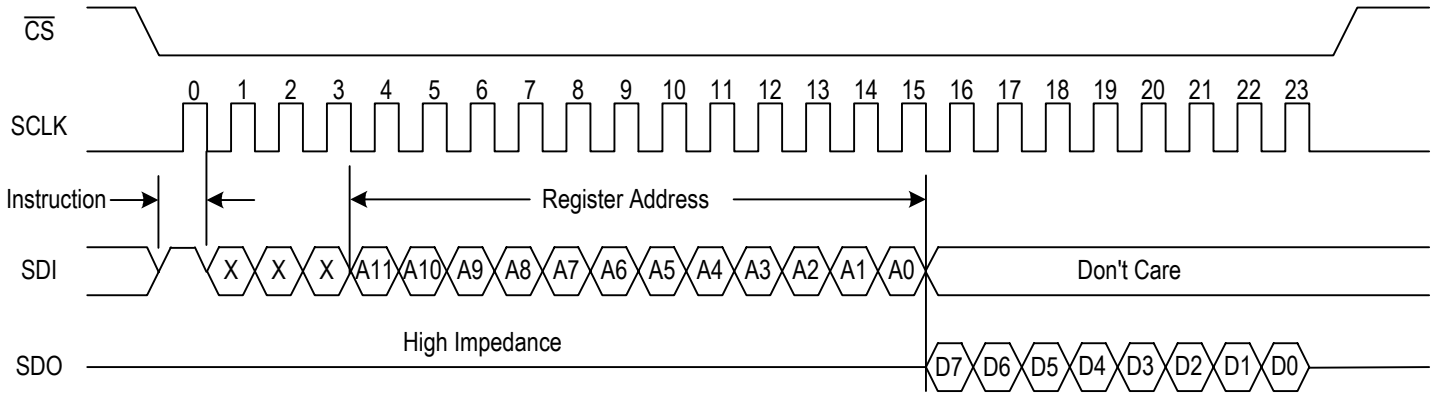 CS
0 1 2 3 4 5 6 7 8 9 10 11 12 13 14 15 16 17 18 19 20 21 22 23
SCLK
Instruction
Register Address
SDI
X X X A11 A10 A9 A8 A7 A6 A5 A4 A3 A2 A1 A0
Don't Care
High Impedance
SDO
D7 D6 D5 D4 D3 D2 D1 D0